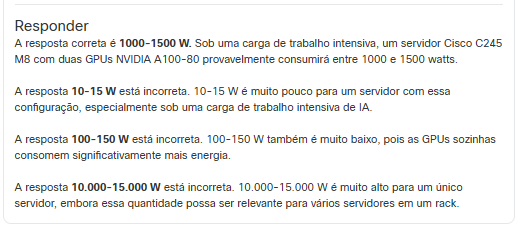 Responder
A resposta correta é 1000-1500 W. Sob uma carga de trabalho intensiva, um servidor Cisco C245
M8 com duas GPUs NVIDIA A100-80 provavelmente consumirá entre 1000 e 1500 watts.
A resposta 10-15 W está incorreta. 10-15 W é muito pouco para um servidor com essa
configuração, especialmente sob uma carga de trabalho intensiva de IA.
A resposta 100-150 W está incorreta. 100-150 W também é muito baixo, pois as GPUs sozinhas
consomem significativamente mais energia.
A resposta 10.000-15.000 W está incorreta. 10.000-15.000 W é muito alto para um único
servidor, embora essa quantidade possa ser relevante para vários servidores em um rack.